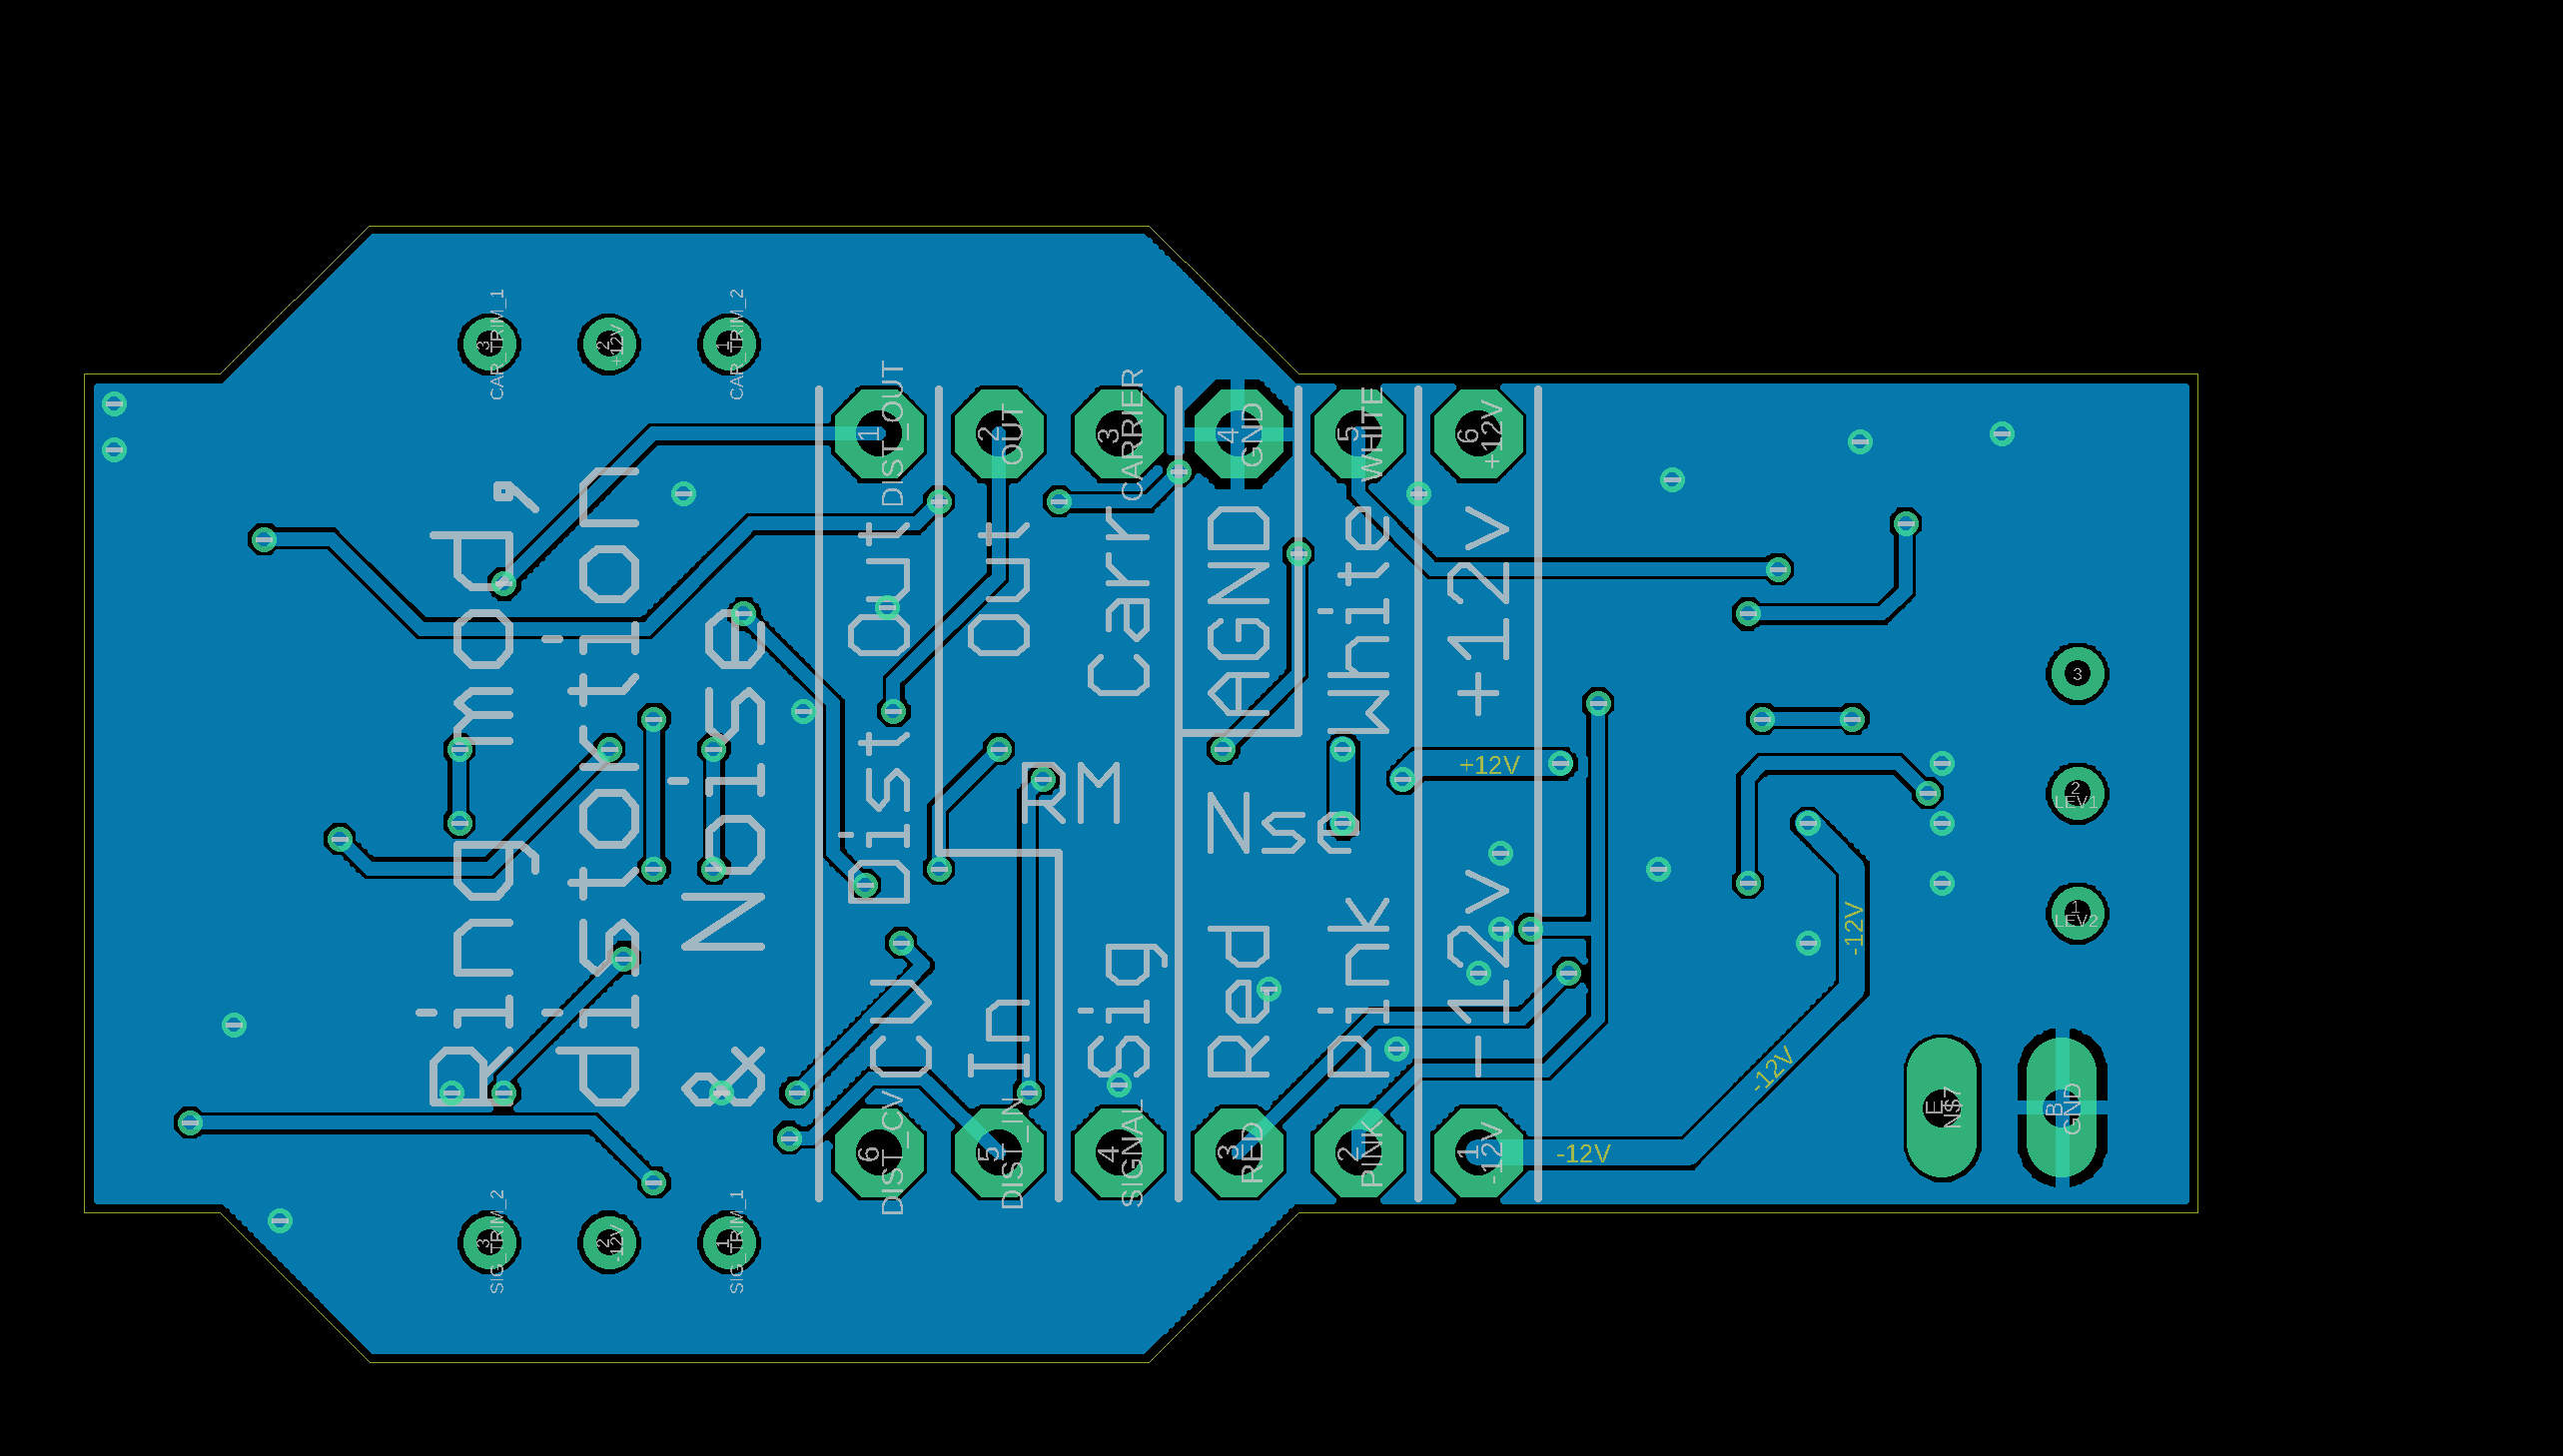 Ring mod,
distortion
& Noise
Dist Out
Out
Carr
AGND
White
+12v
RM
Nse
CV
In
Sig
Red
Pink
-12v
3
CAR_TRIM_1
2
+12V
1
CAR_TRIM_2
1
DIST_OUT
2
OUT
3
CARRIER
4
GND
5
WHITE
6
+12V
+12V
-12V
-12V
-12V
3
2
LEV1
1
LEV2
E
N$7
B
GND
6
DIST_CV
5
DIST_IN
4
SIGNAL
3
RED
2
PINK
1
-12V
3
SIG_TRIM_2
2
-12V
1
SIG_TRIM_1